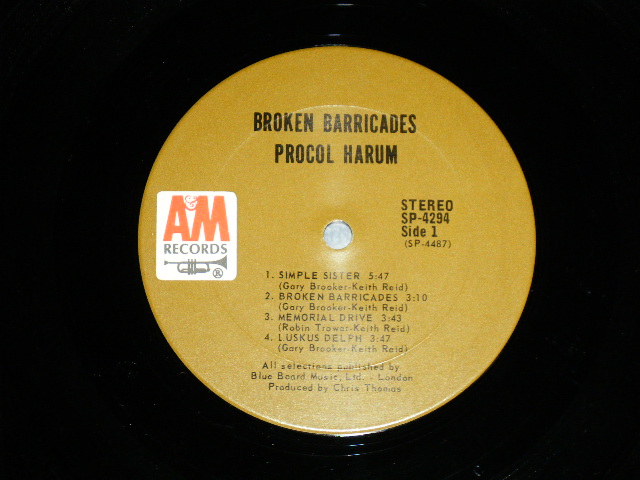 BROKEN BARRICADES
PROCOL HARUM
A&M
RECORDS
®
STEREO
SP-4294
Side 1
(SP-4487)
1. SIMPLE SISTER 5:47
(Gary Brooker-Keith Reid)
2. BROKEN BARRICADES 3:10
(Gary Brooker-Keith Reid)
3. MEMORIAL DRIVE 3:43
(Robin Trower-Keith Reid)
4. LUSKUS DELPH 3:47
(Gary Brooker-Keith Reid)
All selections published by
Blue Beard Music, Ltd. - London
Produced by Chris Thomas